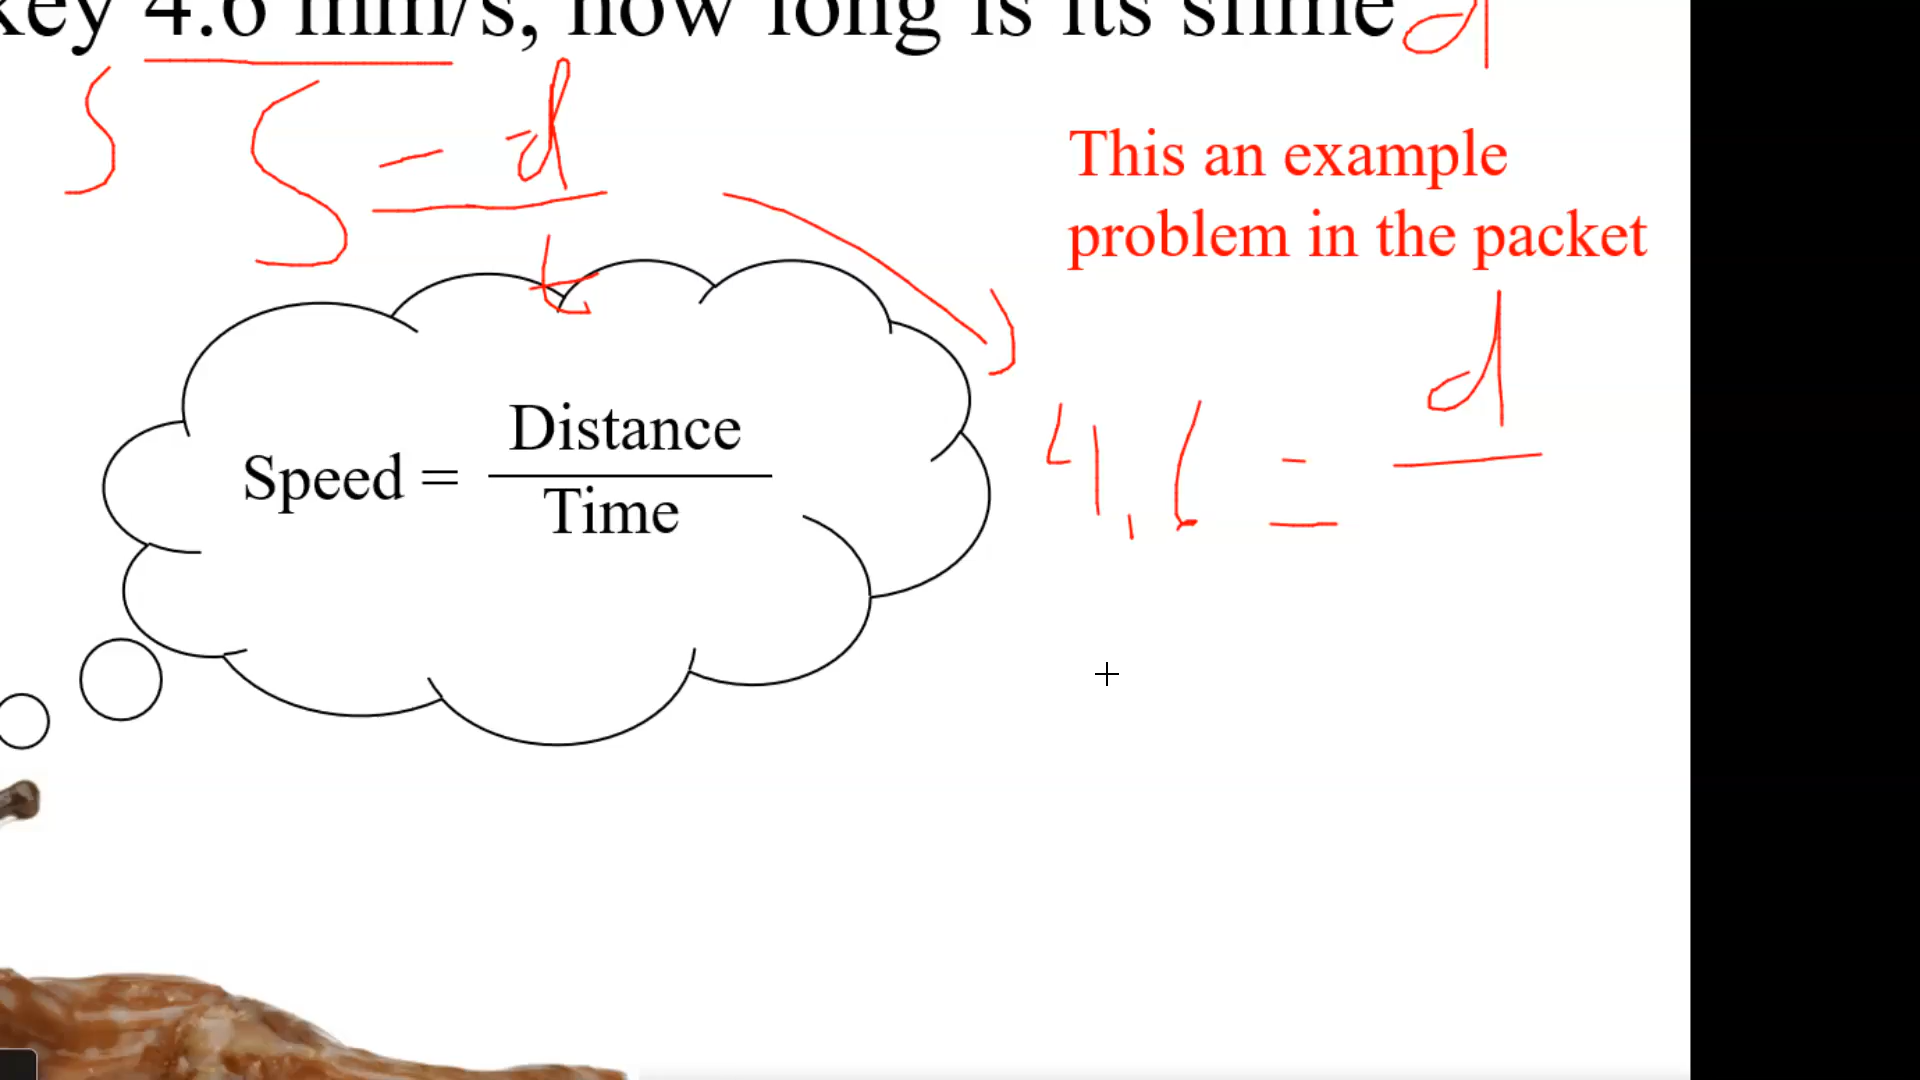 key 4.6 mm/s, how long is its slime d
S S = d
t
This an example
problem in the packet
Speed = Distance
Time
4.6 = d